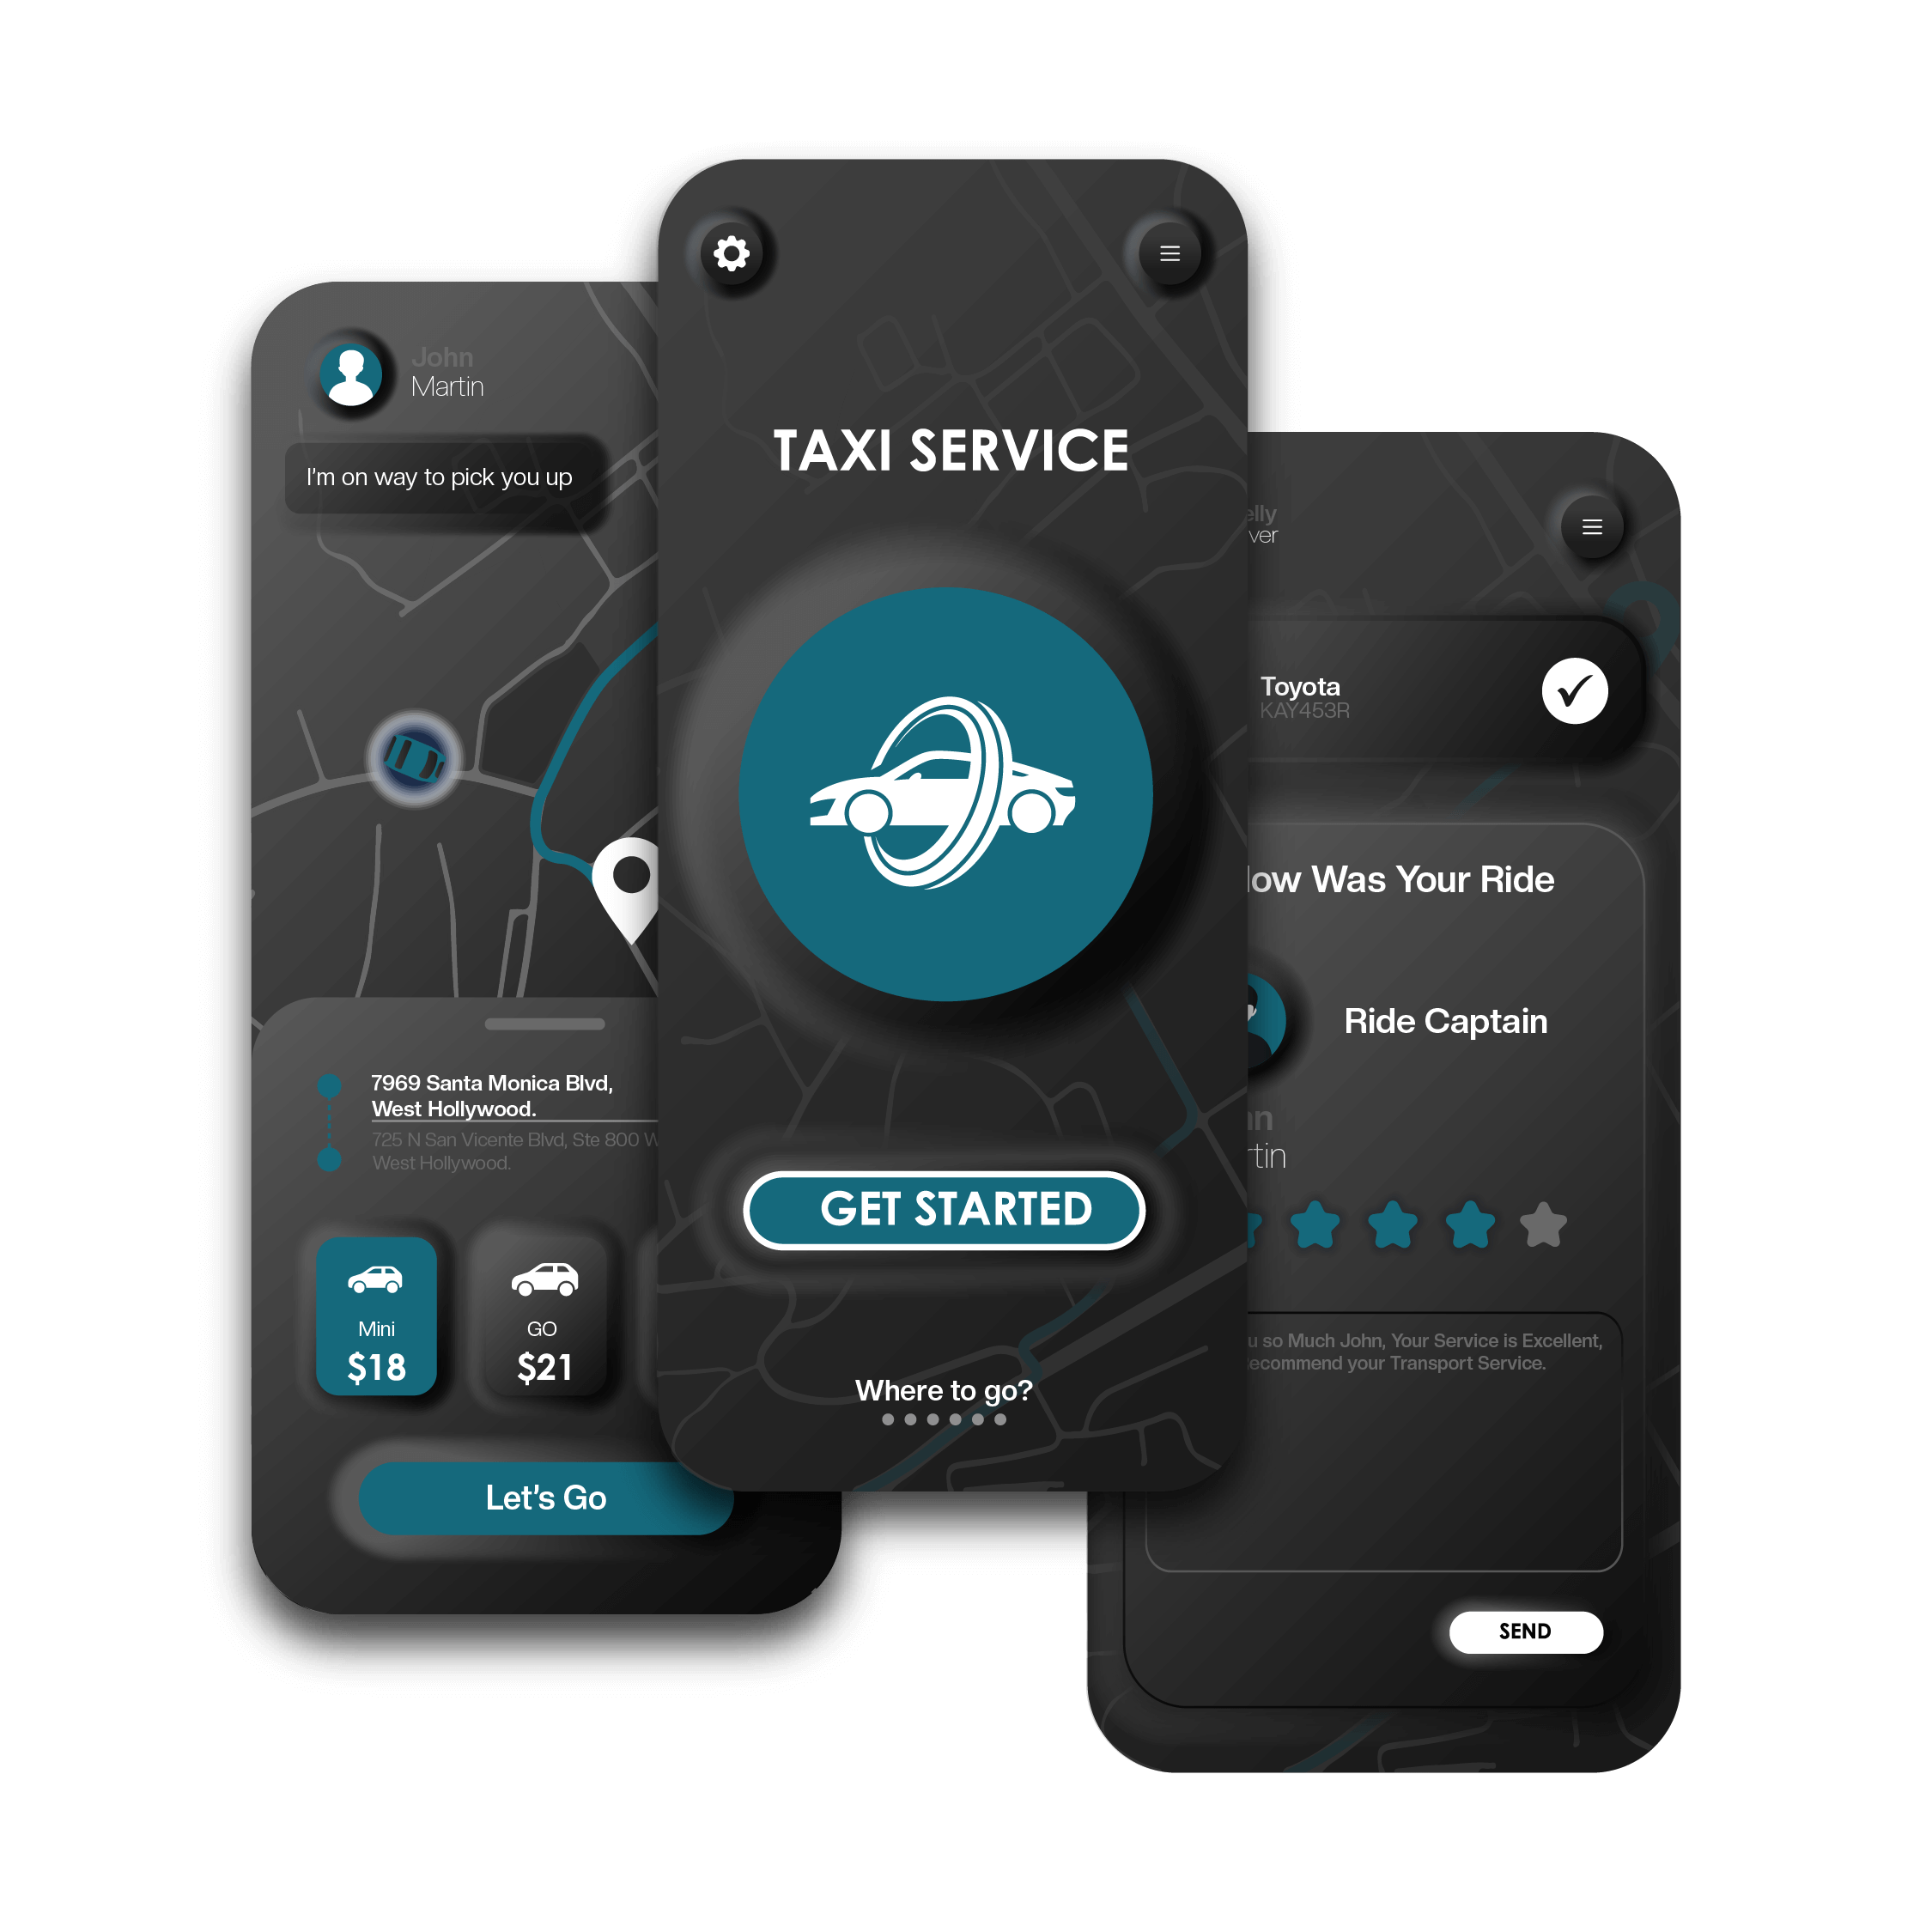 John
Martin
I'm on way to pick you up
7969 Santa Monica Blvd,
West Hollywood.
725 N San Vicente Blvd, Ste 800 W
West Hollywood.
Mini
$18
GO
$21
Let's Go
TAXI SERVICE
GET STARTED
Where to go?
elly
ver
Toyota
KAY453R
ow Was Your Ride
Ride Captain
n
rtin
u so Much John, Your Service is Excellent,
ecommend your Transport Service.
SEND